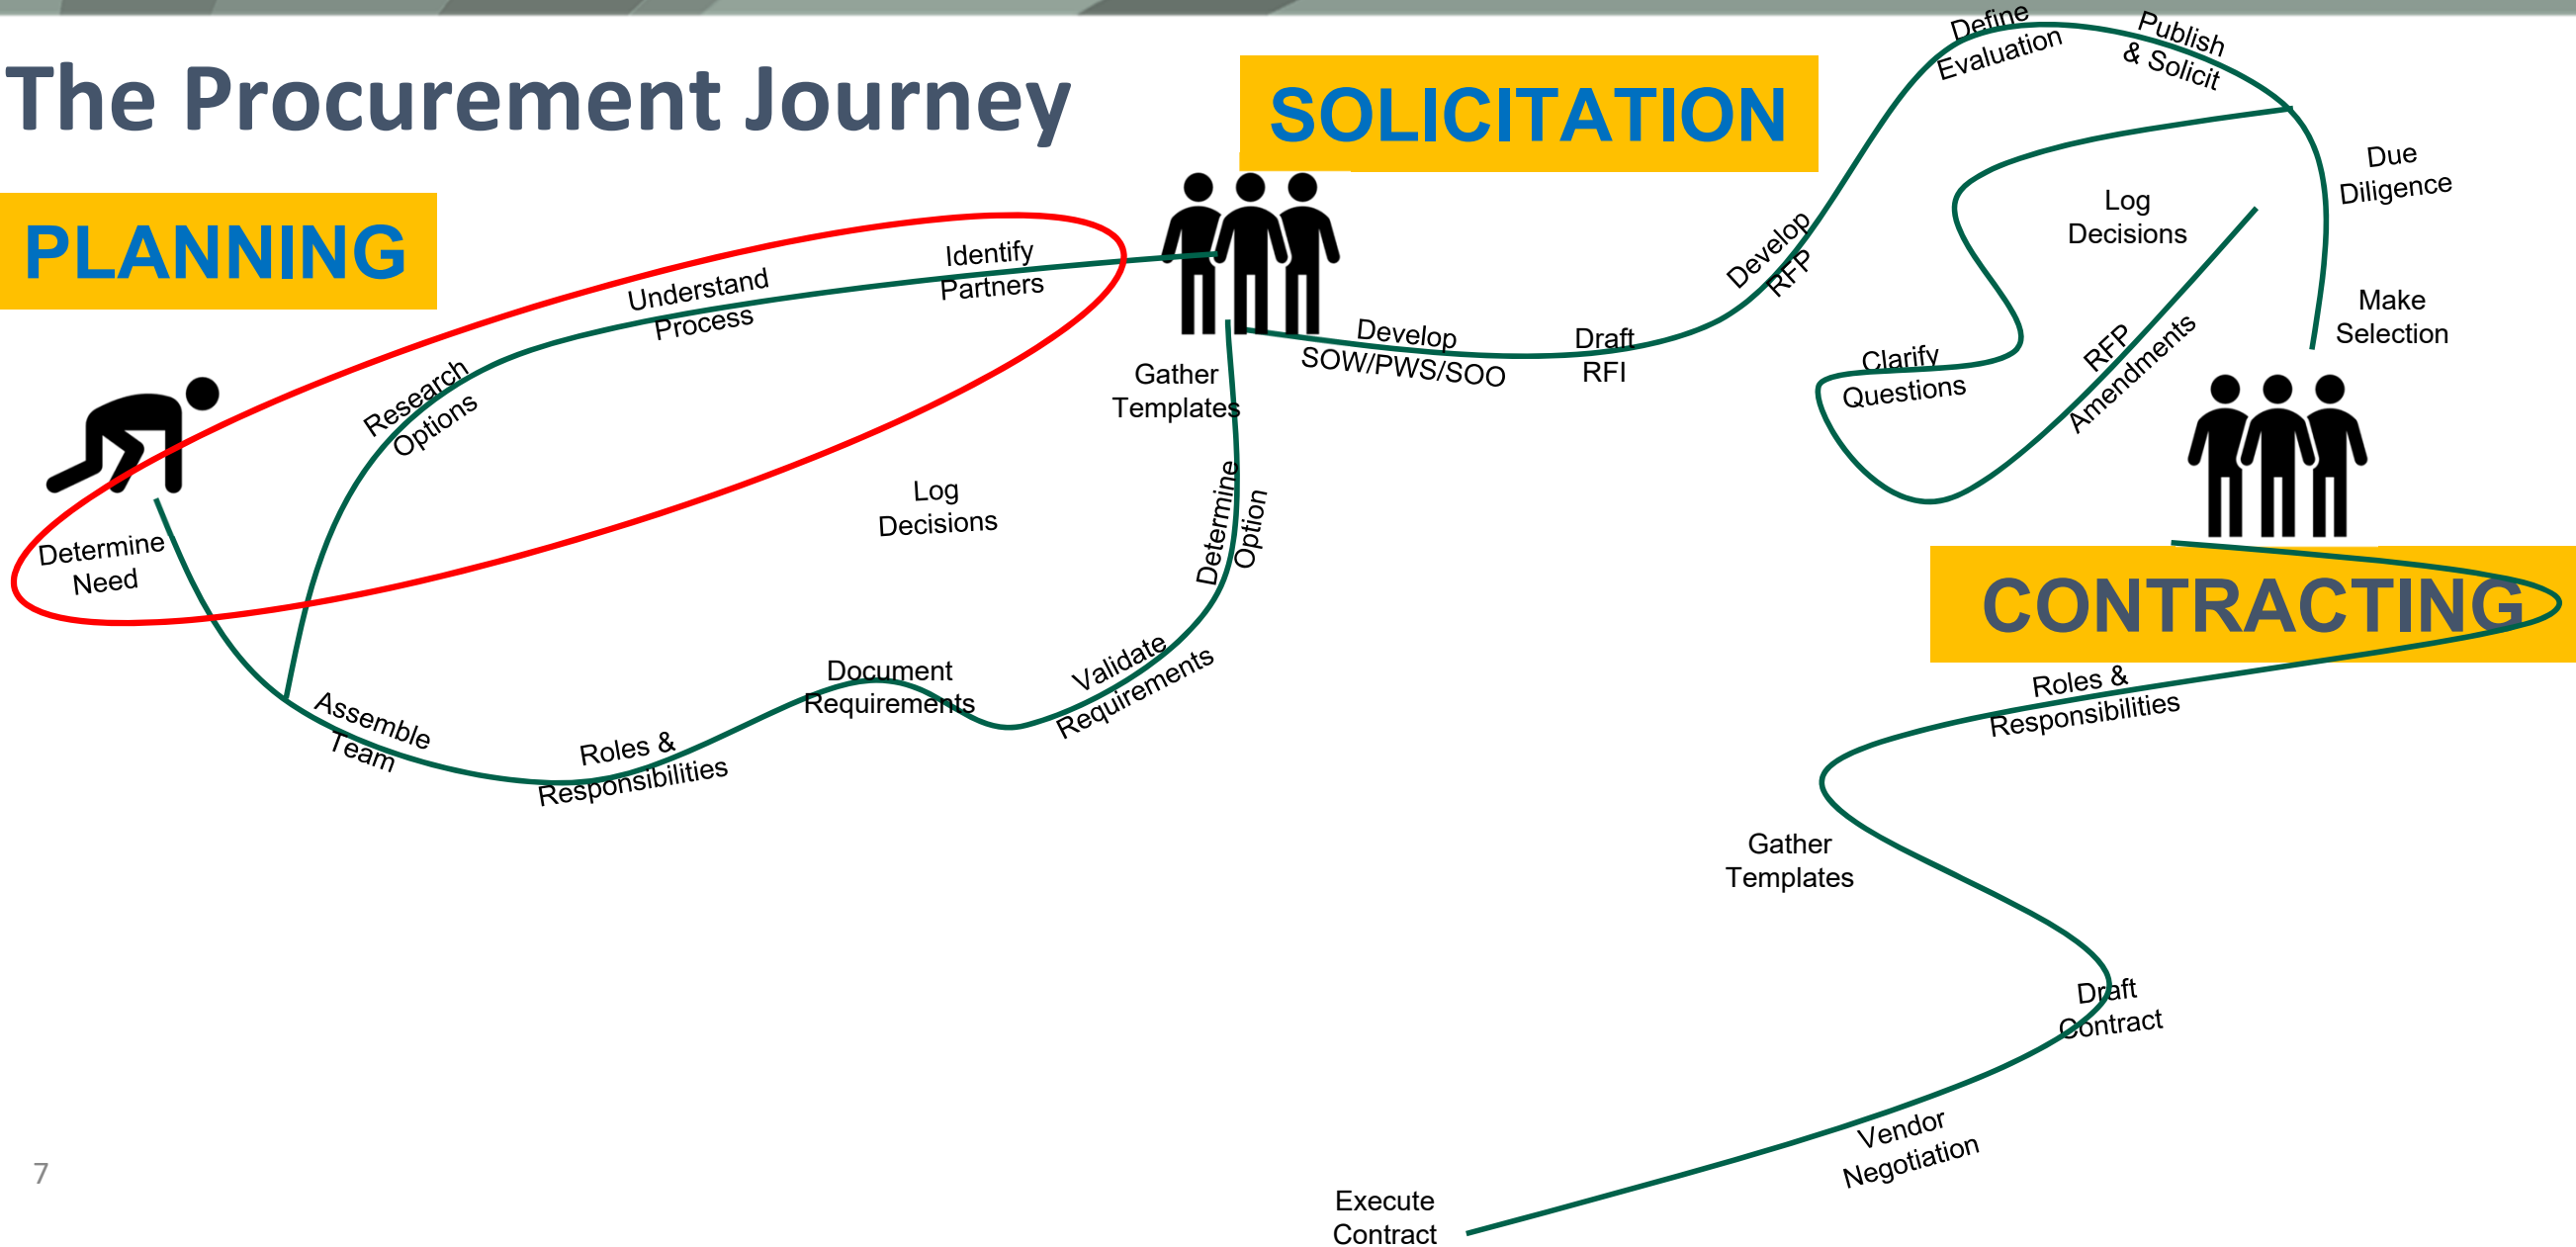 The Procurement Journey
PLANNING
Determine
Need
Research
Options
Understand
Process
Identify
Partners
Assemble
Team
Roles &
Responsibilities
Document
Requirements
Validate
Requirements
Determine
Option
Log
Decisions
Gather
Templates
SOLICITATION
Develop
SOW/PWS/SOO
Draft
RFI
Develop
RFP
Define
Evaluation
Publish
& Solicit
Due
Diligence
Log
Decisions
Clarify
Questions
RFP
Amendments
Make
Selection
CONTRACTING
Roles &
Responsibilities
Gather
Templates
Draft
Contract
Vendor
Negotiation
Execute
Contract
7